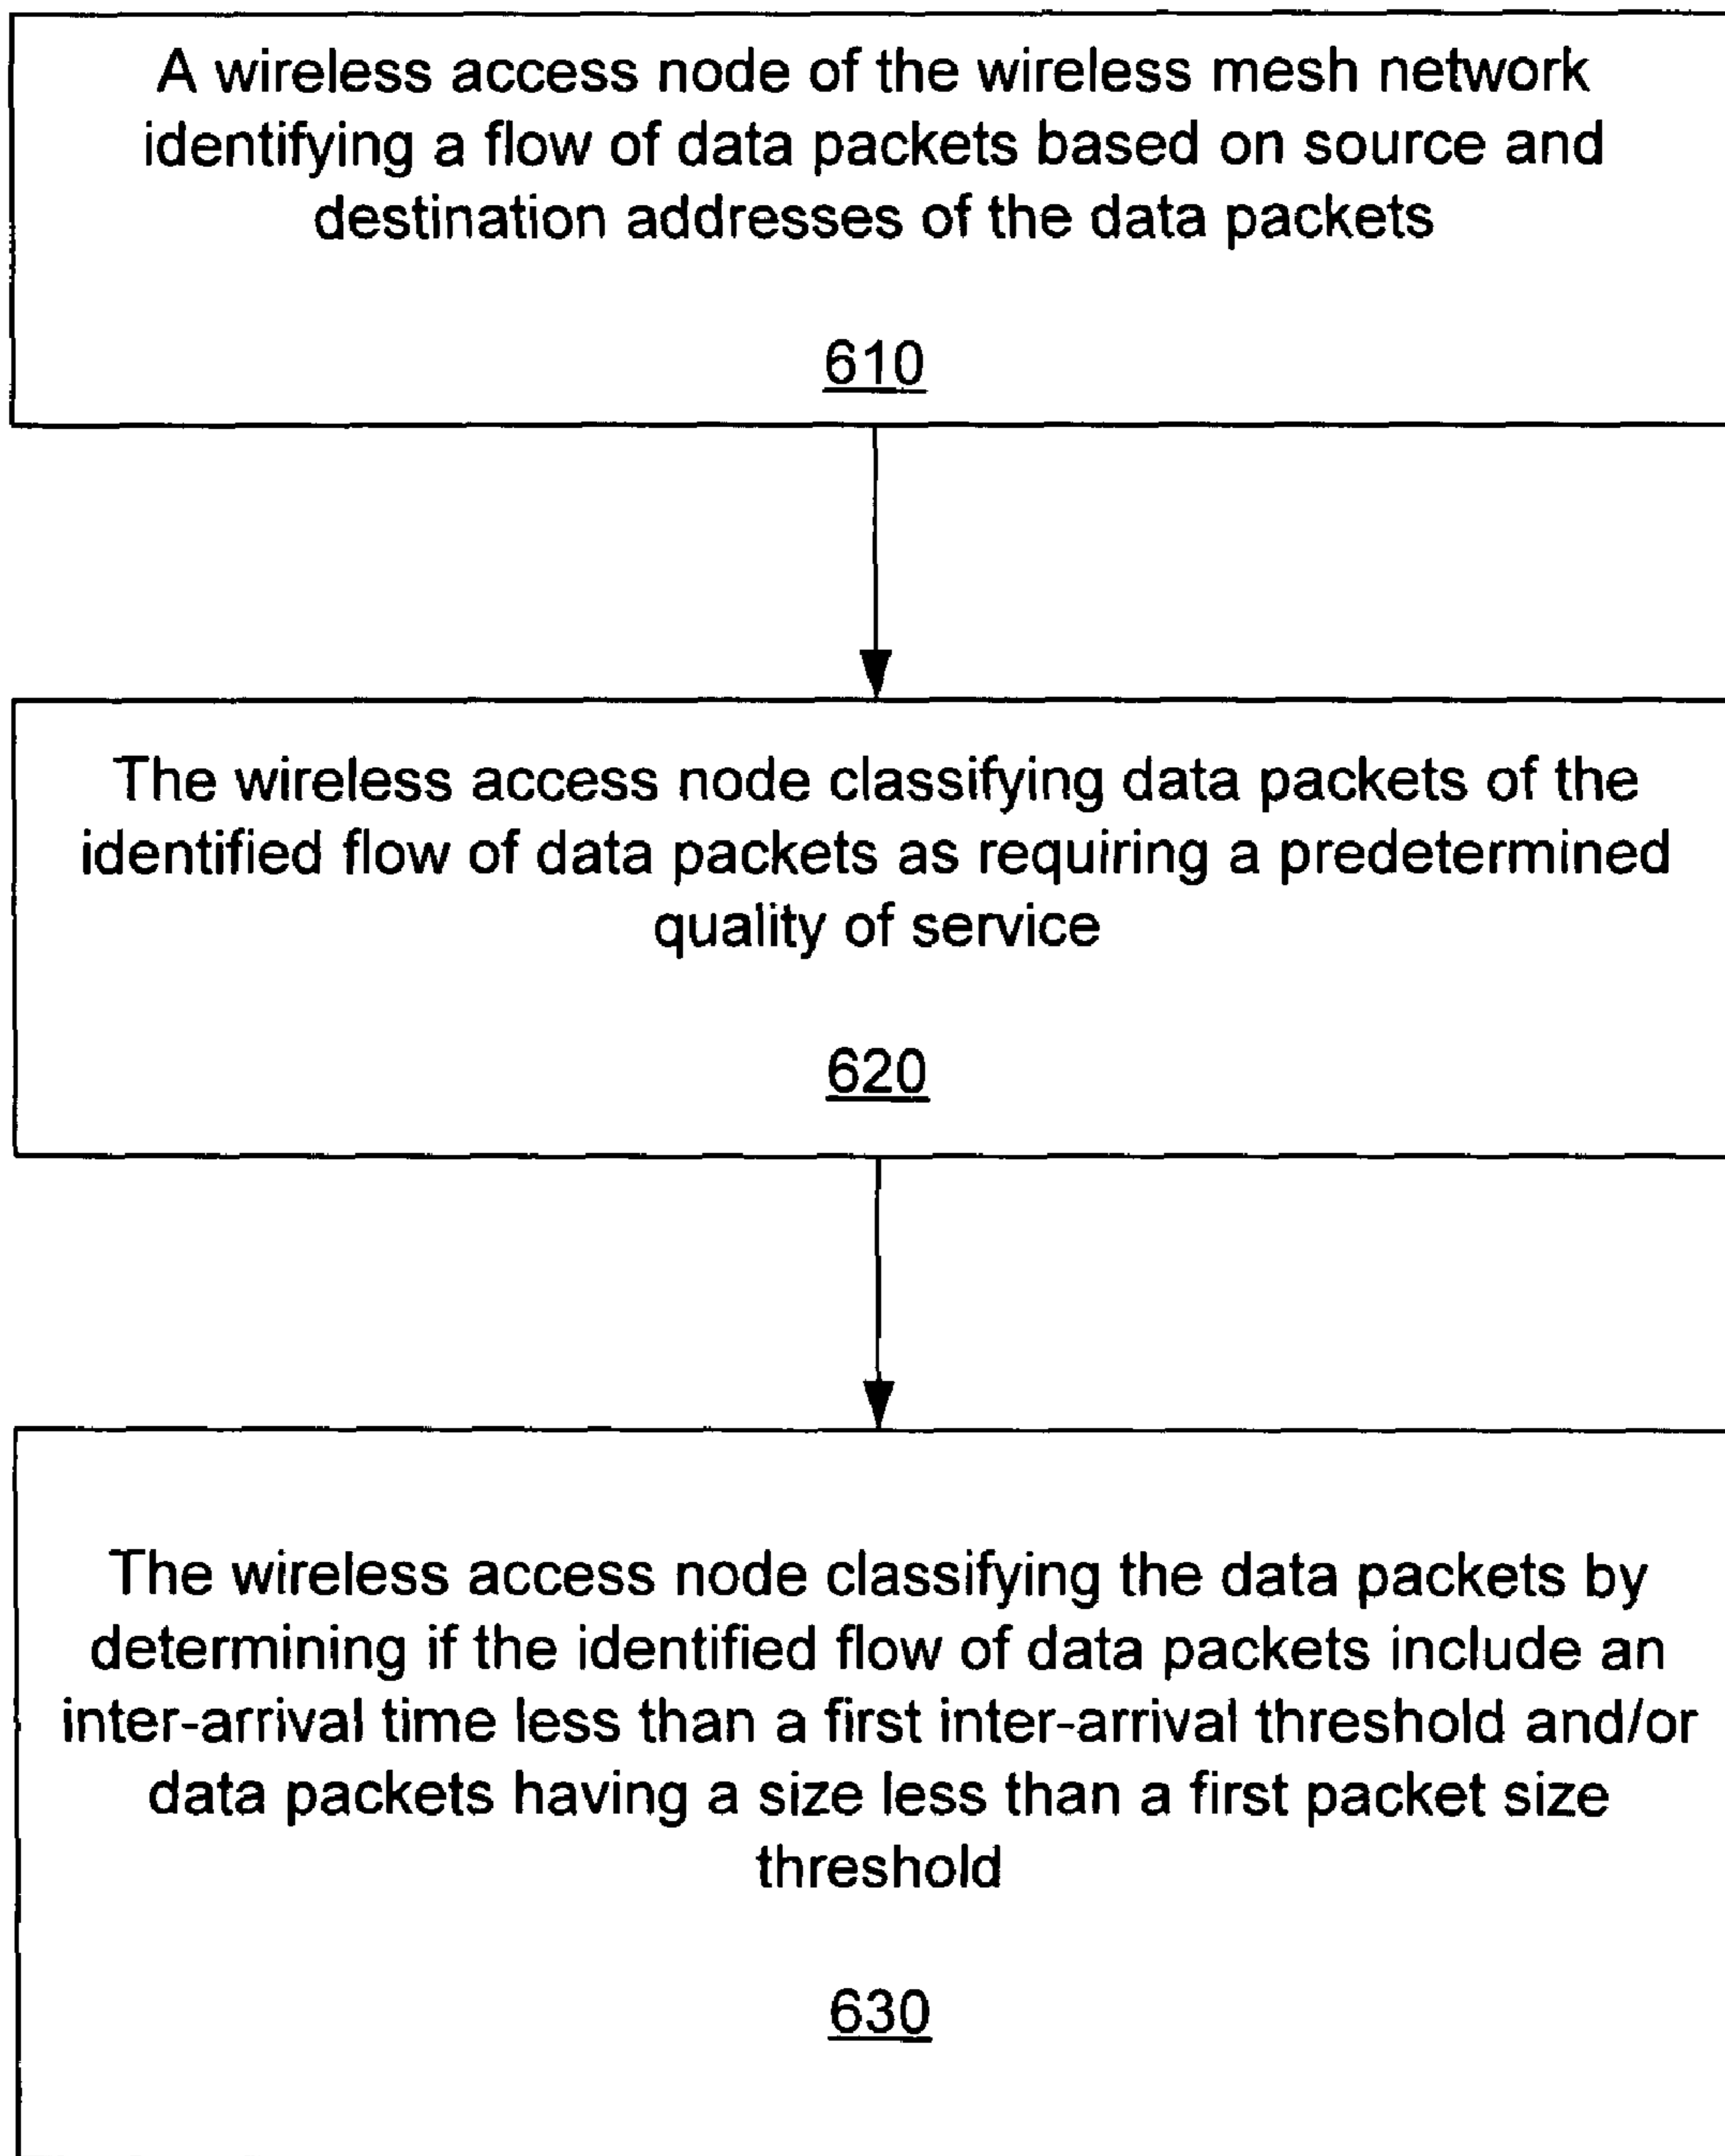 A wireless access node of the wireless mesh network
identifying a flow of data packets based on source and
destination addresses of the data packets
610
The wireless access node classifying data packets of the
identified flow of data packets as requiring a predetermined
quality of service
620
The wireless access node classifying the data packets by
determining if the identified flow of data packets include an
inter-arrival time less than a first inter-arrival threshold and/or
data packets having a size less than a first packet size
threshold
630